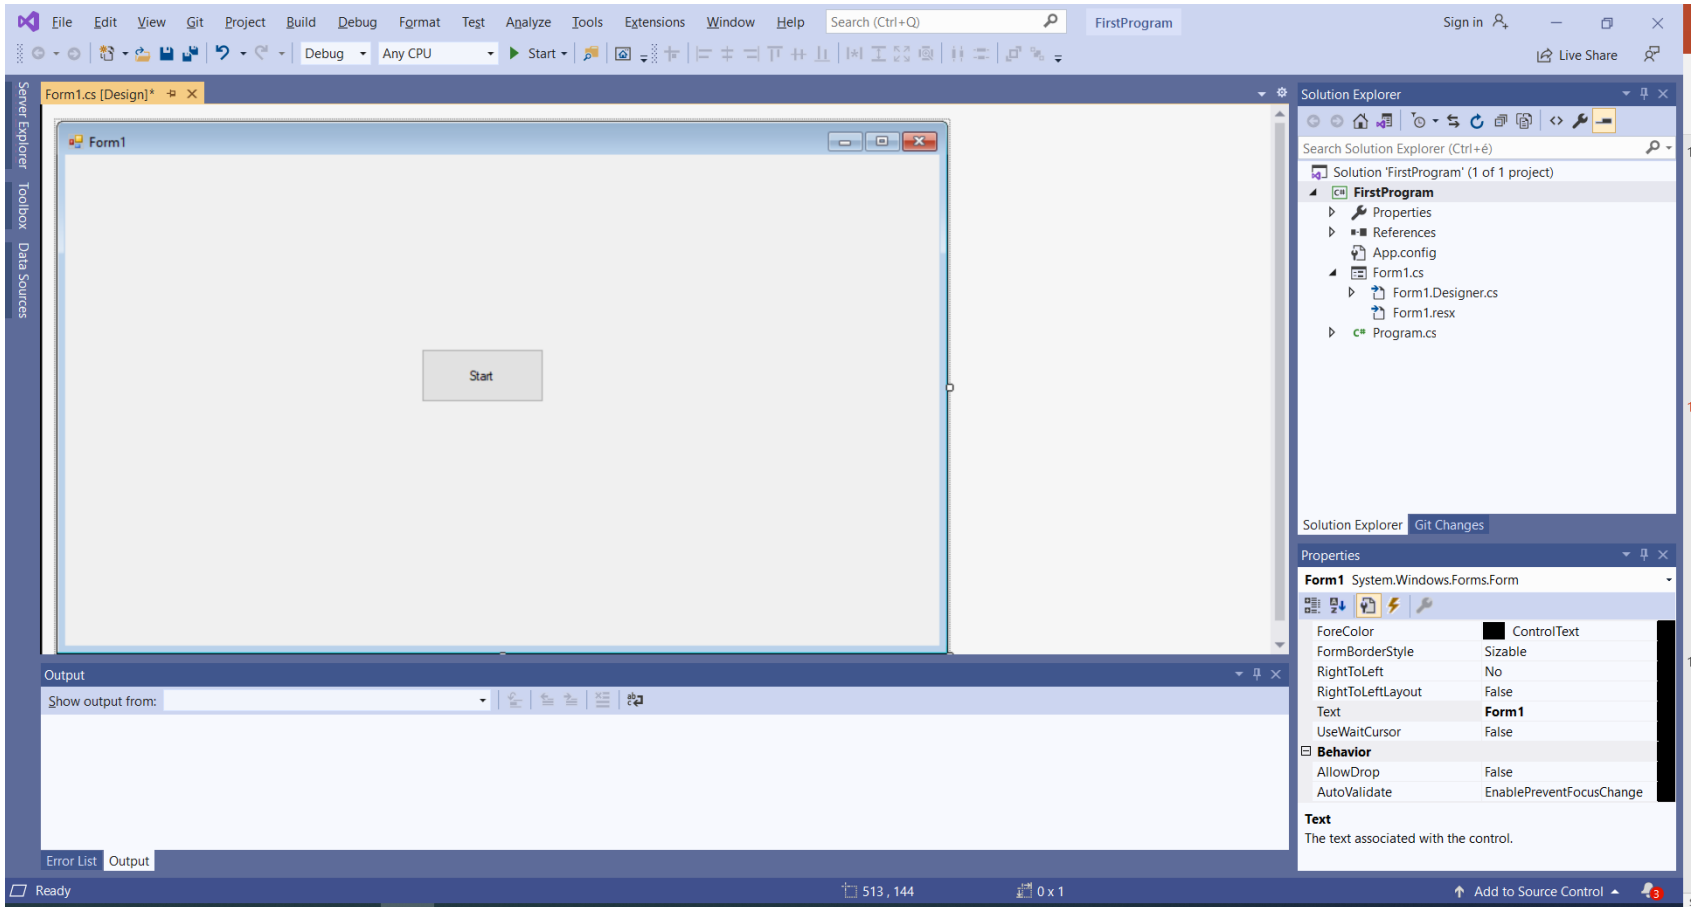 File Edit View Git Project Build Debug Format Test Analyze Tools Extensions Window Help Search (Ctrl+Q) FirstProgram Sign in
Debug Any CPU Start Live Share
Server Explorer
Toolbox
Data Sources
Form1.cs [Design]*
Form1
Start
Solution Explorer
Search Solution Explorer (Ctrl+é)
Solution 'FirstProgram' (1 of 1 project)
C# FirstProgram
Properties
References
App.config
Form1.cs
Form1.Designer.cs
Form1.resx
C# Program.cs
Solution Explorer Git Changes
Properties
Form1 System.Windows.Forms.Form
ForeColor ControlText
FormBorderStyle Sizable
RightToLeft No
RightToLeftLayout False
Text Form1
UseWaitCursor False
Behavior
AllowDrop False
AutoValidate EnablePreventFocusChange
Text
The text associated with the control.
Output
Show output from:
Error List Output
Ready 513 , 144 0 x 1 Add to Source Control 3